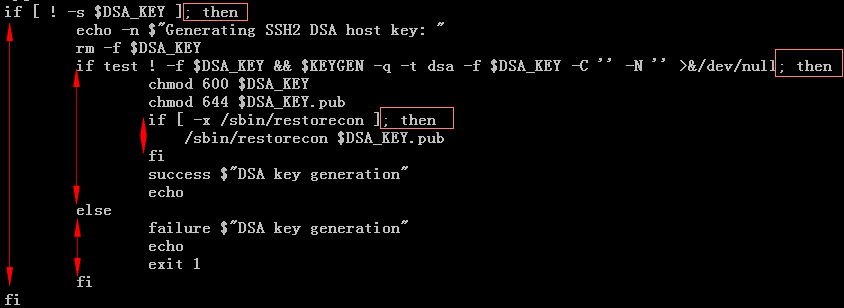 if [ ! -s $DSA_KEY ]; then
echo -n $"Generating SSH2 DSA host key: "
rm -f $DSA_KEY
if test ! -f $DSA_KEY && $KEYGEN -q -t dsa -f $DSA_KEY -C '' -N '' >&/dev/null; then
chmod 600 $DSA_KEY
chmod 644 $DSA_KEY.pub
if [ -x /sbin/restorecon ]; then
/sbin/restorecon $DSA_KEY.pub
fi
success $"DSA key generation"
echo
else
failure $"DSA key generation"
echo
exit 1
fi
fi